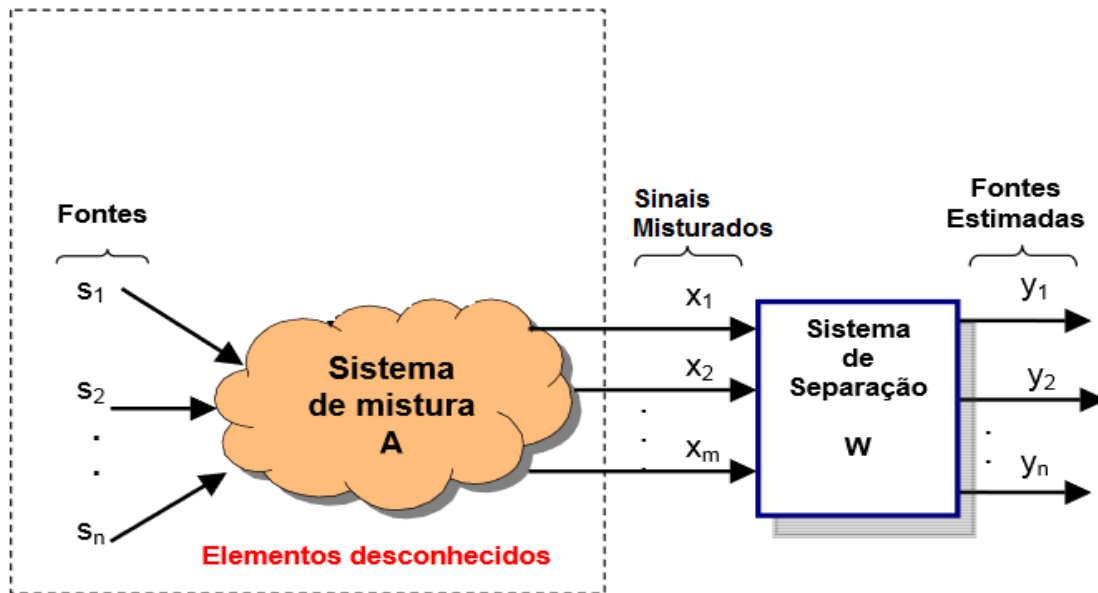 Fontes
s1
s2
.
.
sn
Sistema
de mistura
A
Elementos desconhecidos
Sinais
Misturados
x1
x2
.
.
.
xm
Sistema
de
Separação
W
Fontes
Estimadas
y1
y2
.
.
yn